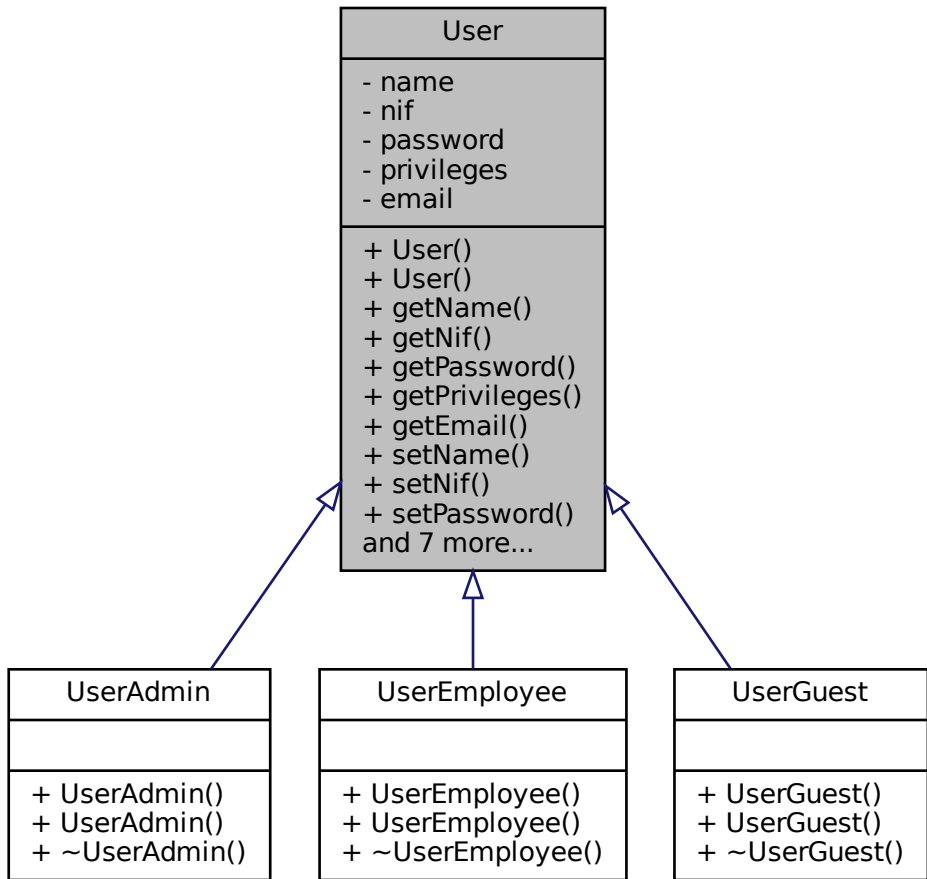 User
- name
- nif
- password
- privileges
- email
+ User()
+ User()
+ getName()
+ getNif()
+ getPassword()
+ getPrivileges()
+ getEmail()
+ setName()
+ setNif()
+ setPassword()
and 7 more...
UserAdmin
+ UserAdmin()
+ UserAdmin()
+ ~UserAdmin()
UserEmployee
+ UserEmployee()
+ UserEmployee()
+ ~UserEmployee()
UserGuest
+ UserGuest()
+ UserGuest()
+ ~UserGuest()